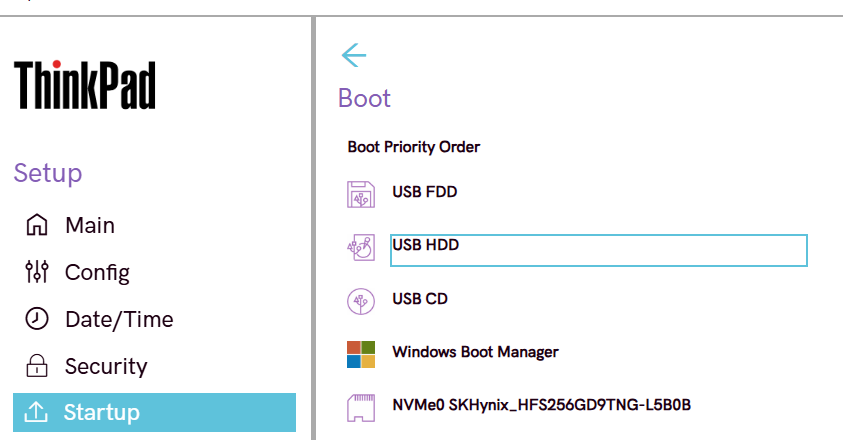 ThinkPad
Setup
Main
Config
Date/Time
Security
Startup
Boot
Boot Priority Order
USB FDD
USB HDD
USB CD
Windows Boot Manager
NVMe0 SKHynix_HFS256GD9TNG-L5B0B